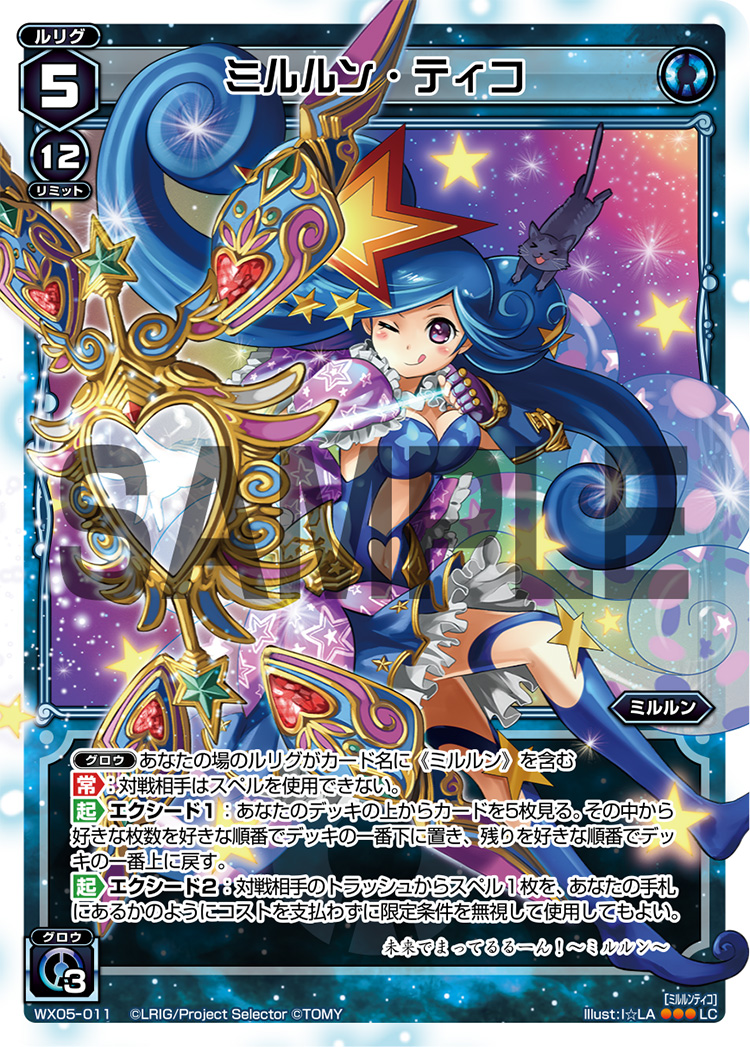 ルリグ
5
ミルルン・ティコ
12
リミット
SAMPLE
ミルルン
グロウ あなたの場のルリグがカード名に《ミルルン》を含む
常：対戦相手はスペルを使用できない。
起 エクシード1：あなたのデッキの上からカードを5枚見る。その中から
好きな枚数を好きな順番でデッキの一番下に置き、残りを好きな順番でデッ
キの一番上に戻す。
起 エクシード2：対戦相手のトラッシュからスペル1枚を、あなたの手札
にあるかのようにコストを支払わずに限定条件を無視して使用してもよい。
未来でまってるるーん！～ミルルン～
グロウ
3
[ミルルンティコ]
WX05-011 ©LRIG/Project Selector ©TOMY illust:I☆LA LC